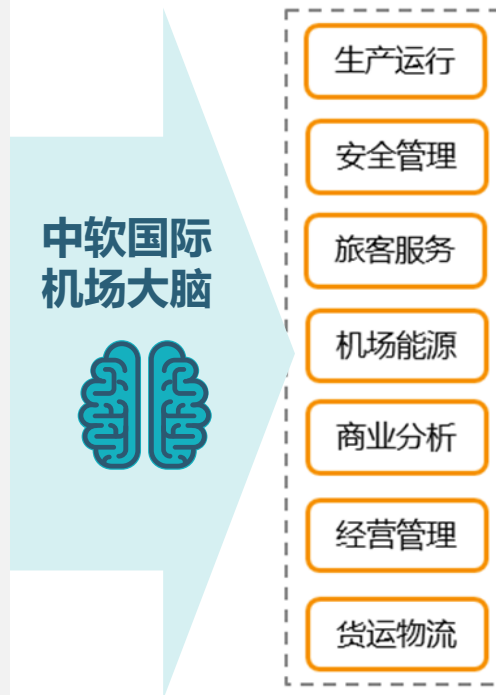 中软国际
机场大脑
生产运行
安全管理
旅客服务
机场能源
商业分析
经营管理
货运物流